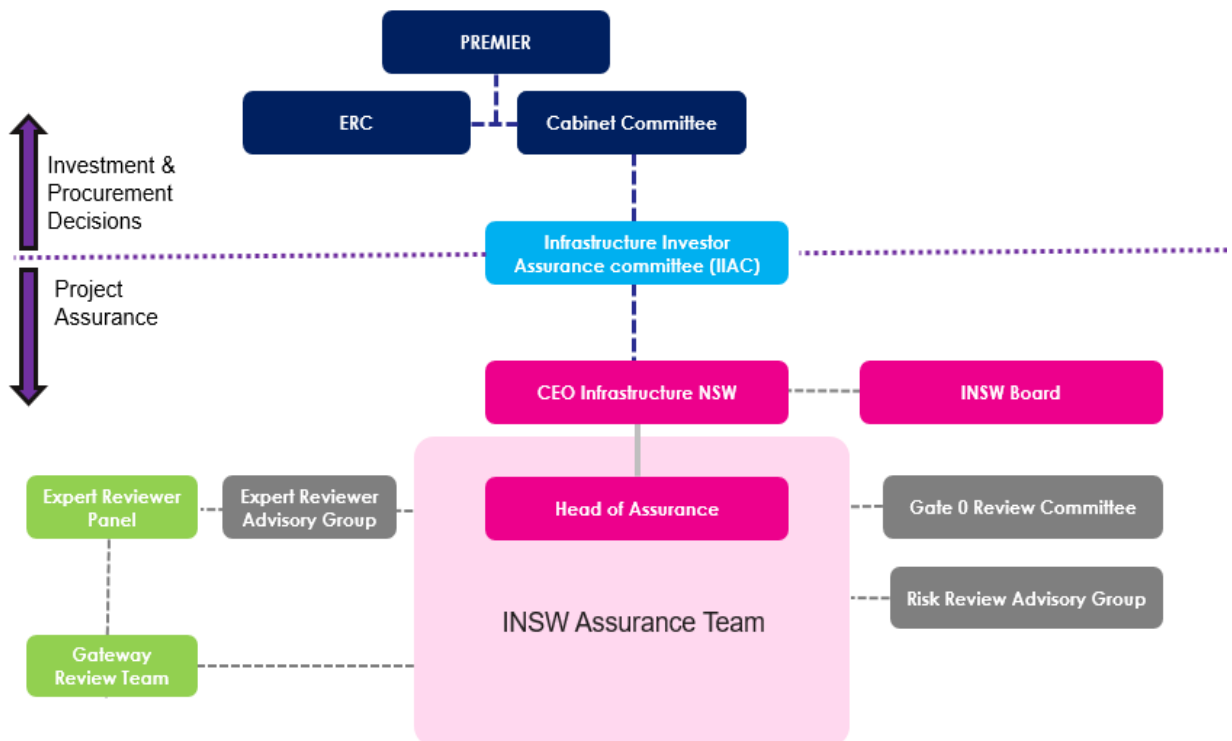 PREMIER
ERC
Cabinet Committee
Investment &
Procurement
Decisions
Infrastructure Investor
Assurance committee (IIAC)
Project
Assurance
CEO Infrastructure NSW
INSW Board
Expert Reviewer
Panel
Expert Reviewer
Advisory Group
Head of Assurance
Gate 0 Review Committee
Risk Review Advisory Group
INSW Assurance Team
Gateway
Review Team